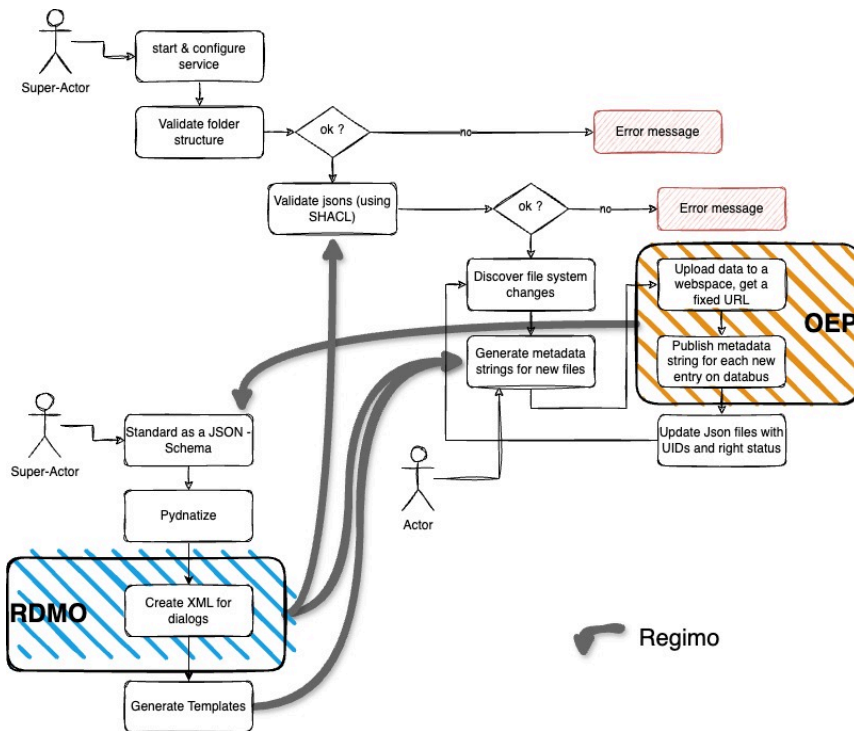 start & configure
service
Super-Actor
Validate folder
structure
ok ?
no
Error message
Validate jsons (using
SHACL)
ok ?
no
Error message
Discover file system
changes
Upload data to a
webspace, get a
fixed URL
OEP
Generate metadata
strings for new files
Publish metadata
string for each new
entry on databus
Standard as a JSON -
Schema
Super-Actor
Update Json files with
UIDs and right status
Actor
Pydnatize
RDMO
Create XML for
dialogs
Regimo
Generate Templates